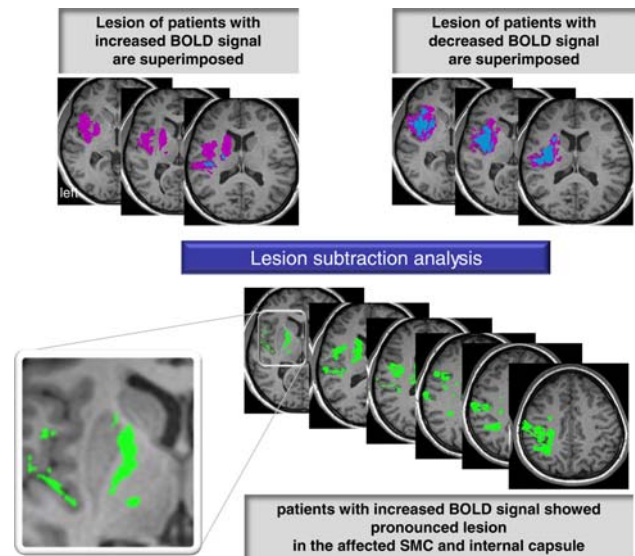 Lesion of patients with
increased BOLD signal
are superimposed
Lesion of patients with
decreased BOLD signal
are superimposed
left
Lesion subtraction analysis
patients with increased BOLD signal showed
pronounced lesion
in the affected SMC and internal capsule